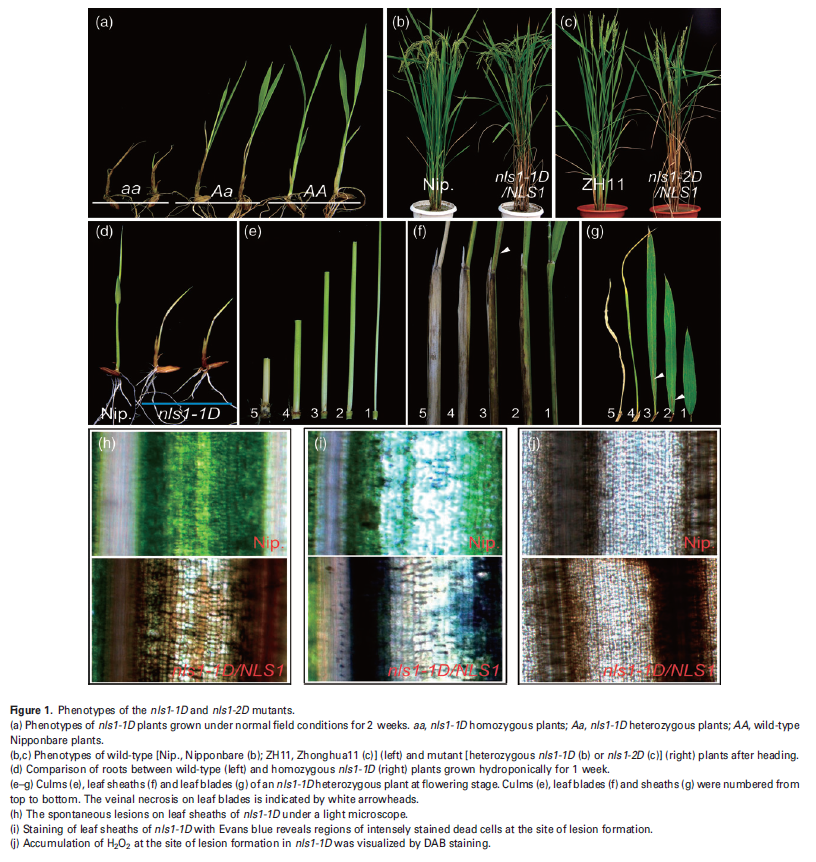 (a)
(b)
(c)
aa
Aa
AA
Nip.
nls1-1D
/NLS1
ZH11
nls1-2D
/NLS1
(d)
(e)
(f)
(g)
Nip.
nls1-1D
5 4 3 2 1
5 4 3 2 1
5 4 3 2 1
(h)
(i)
(j)
Nip.
Nip.
Nip.
nls1-1D/NLS1
nls1-1D/NLS1
nls1-1D/NLS1
Figure 1. Phenotypes of the nls1-1D and nls1-2D mutants.
(a) Phenotypes of nls1-1D plants grown under normal field conditions for 2 weeks. aa, nls1-1D homozygous plants; Aa, nls1-1D heterozygous plants; AA, wild-type
Nipponbare plants.
(b,c) Phenotypes of wild-type [Nip., Nipponbare (b); ZH11, Zhonghua11 (c)] (left) and mutant [heterozygous nls1-1D (b) or nls1-2D (c)] (right) plants after heading.
(d) Comparison of roots between wild-type (left) and homozygous nls1-1D (right) plants grown hydroponically for 1 week.
(e–g) Culms (e), leaf sheaths (f) and leaf blades (g) of an nls1-1D heterozygous plant at flowering stage. Culms (e), leaf blades (f) and sheaths (g) were numbered from
top to bottom. The veinal necrosis on leaf blades is indicated by white arrowheads.
(h) The spontaneous lesions on leaf sheaths of nls1-1D under a light microscope.
(i) Staining of leaf sheaths of nls1-1D with Evans blue reveals regions of intensely stained dead cells at the site of lesion formation.
(j) Accumulation of H₂O₂ at the site of lesion formation in nls1-1D was visualized by DAB staining.